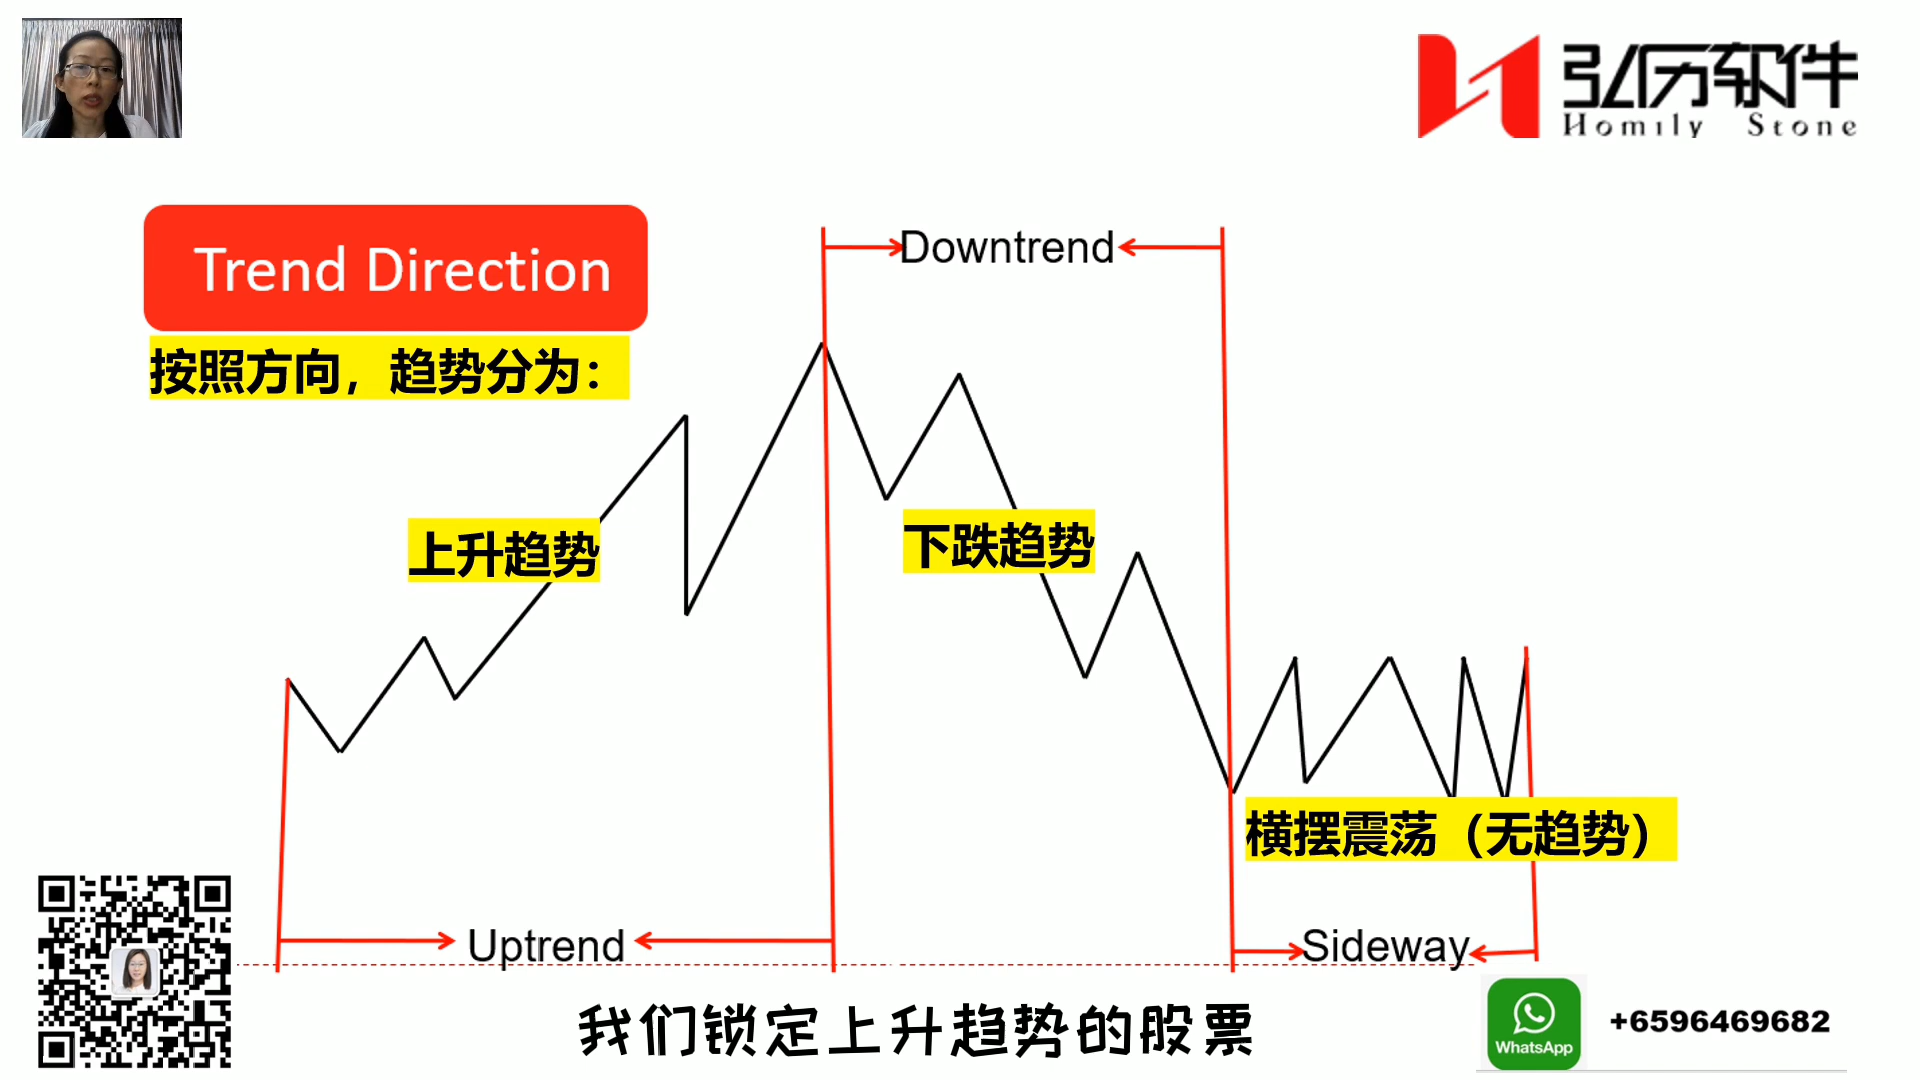 弘历软件
Homily Stone
Trend Direction
按照方向，趋势分为：
Downtrend
上升趋势
下跌趋势
横摆震荡（无趋势）
Uptrend
Sideway
我们锁定上升趋势的股票
WhatsApp
+6596469682